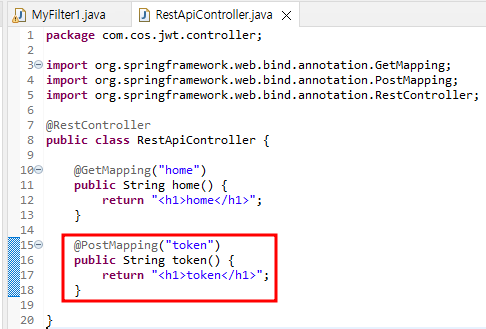 MyFilter1.java RestApiController.java
1 package com.cos.jwt.controller;
2
3 import org.springframework.web.bind.annotation.GetMapping;
4 import org.springframework.web.bind.annotation.PostMapping;
5 import org.springframework.web.bind.annotation.RestController;
6
7 @RestController
8 public class RestApiController {
9
10 @GetMapping("home")
11 public String home() {
12 return "<h1>home</h1>";
13 }
14
15 @PostMapping("token")
16 public String token() {
17 return "<h1>token</h1>";
18 }
19
20 }